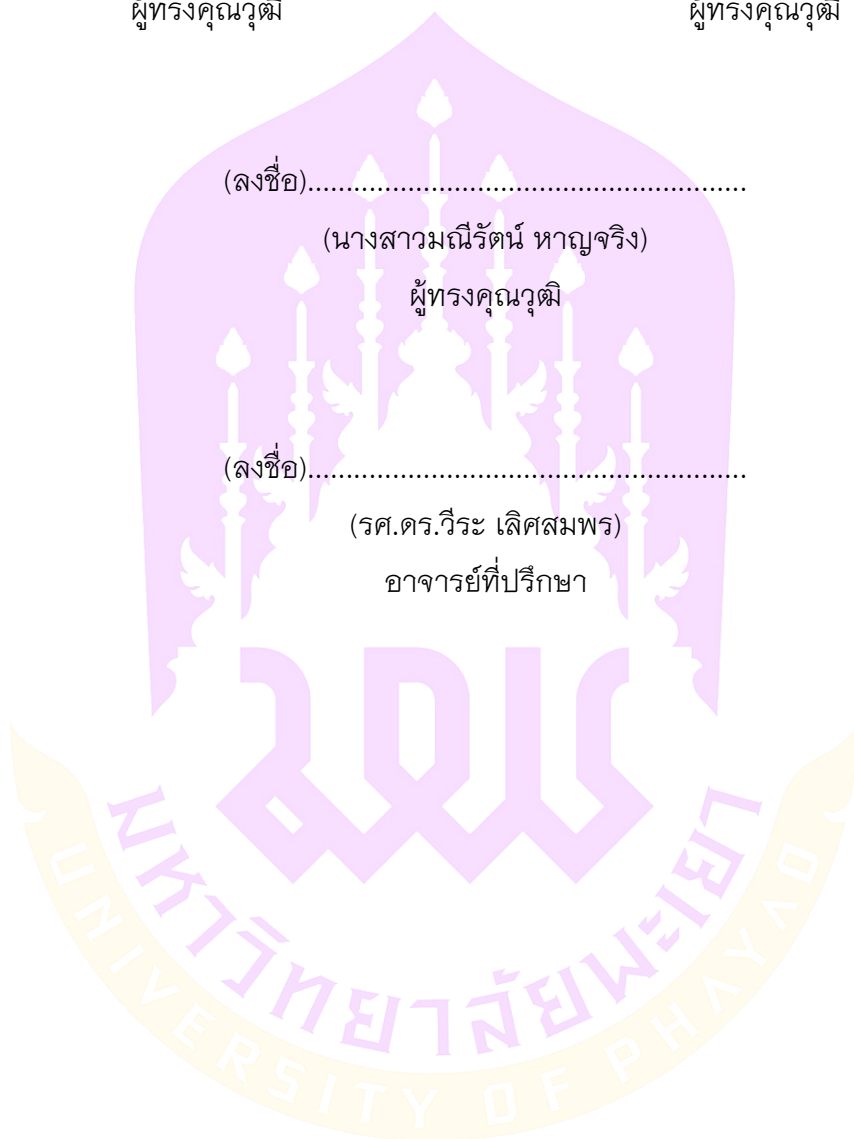 ผู้ทรงคุณวุฒิ ผู้ทรงคุณวุฒิ
(ลงชื่อ).........................................................
(นางสาวมณีรัตน์ หาญจริง)
ผู้ทรงคุณวุฒิ
(ลงชื่อ).........................................................
(รศ.ดร.วีระ เลิศสมพร)
อาจารย์ที่ปรึกษา
มพ
มหาวิทยาลัยพะเยา
UNIVERSITY OF PHAYAO